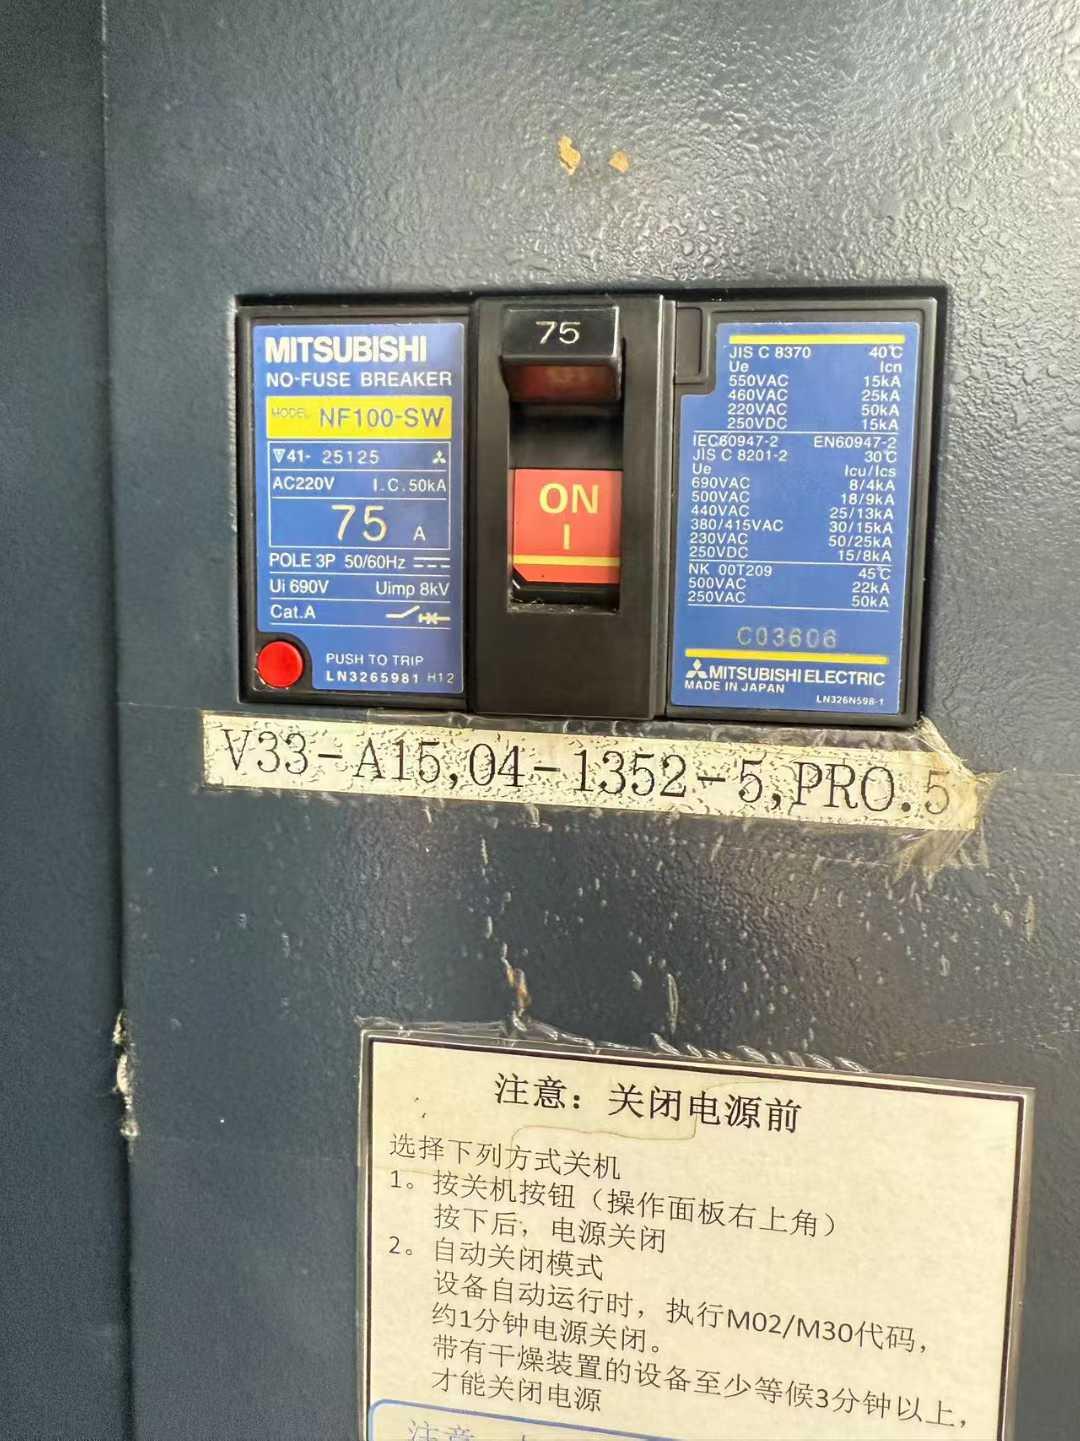 MITSUBISHI
NO-FUSE BREAKER
MODEL NF100-SW
41- 25125
AC220V I.C.50kA
75 A
POLE 3P 50/60Hz
Ui 690V Uimp 8kV
Cat.A
PUSH TO TRIP
LN3265981 H12
75
ON
I
JIS C 8370 40℃
Ue Icn
550VAC 15kA
460VAC 25kA
220VAC 50kA
250VDC 15kA
IEC60947-2 EN60947-2
JIS C 8201-2 30℃
Ue Icu/Ics
690VAC 8/4kA
500VAC 18/9kA
440VAC 25/13kA
380/415VAC 30/15kA
230VAC 50/25kA
250VDC 15/8kA
NK 00T209 45℃
500VAC 22kA
250VAC 50kA
C03606
MITSUBISHI ELECTRIC
MADE IN JAPAN
LN326N598-1
V33-A15,04-1352-5,PRO.5
注意：关闭电源前
选择下列方式关机
1。按关机按钮（操作面板右上角）
按下后，电源关闭
2。自动关闭模式
设备自动运行时，执行M02/M30代码，
约1分钟电源关闭。
带有干燥装置的设备至少等候3分钟以上，
才能关闭电源
注意